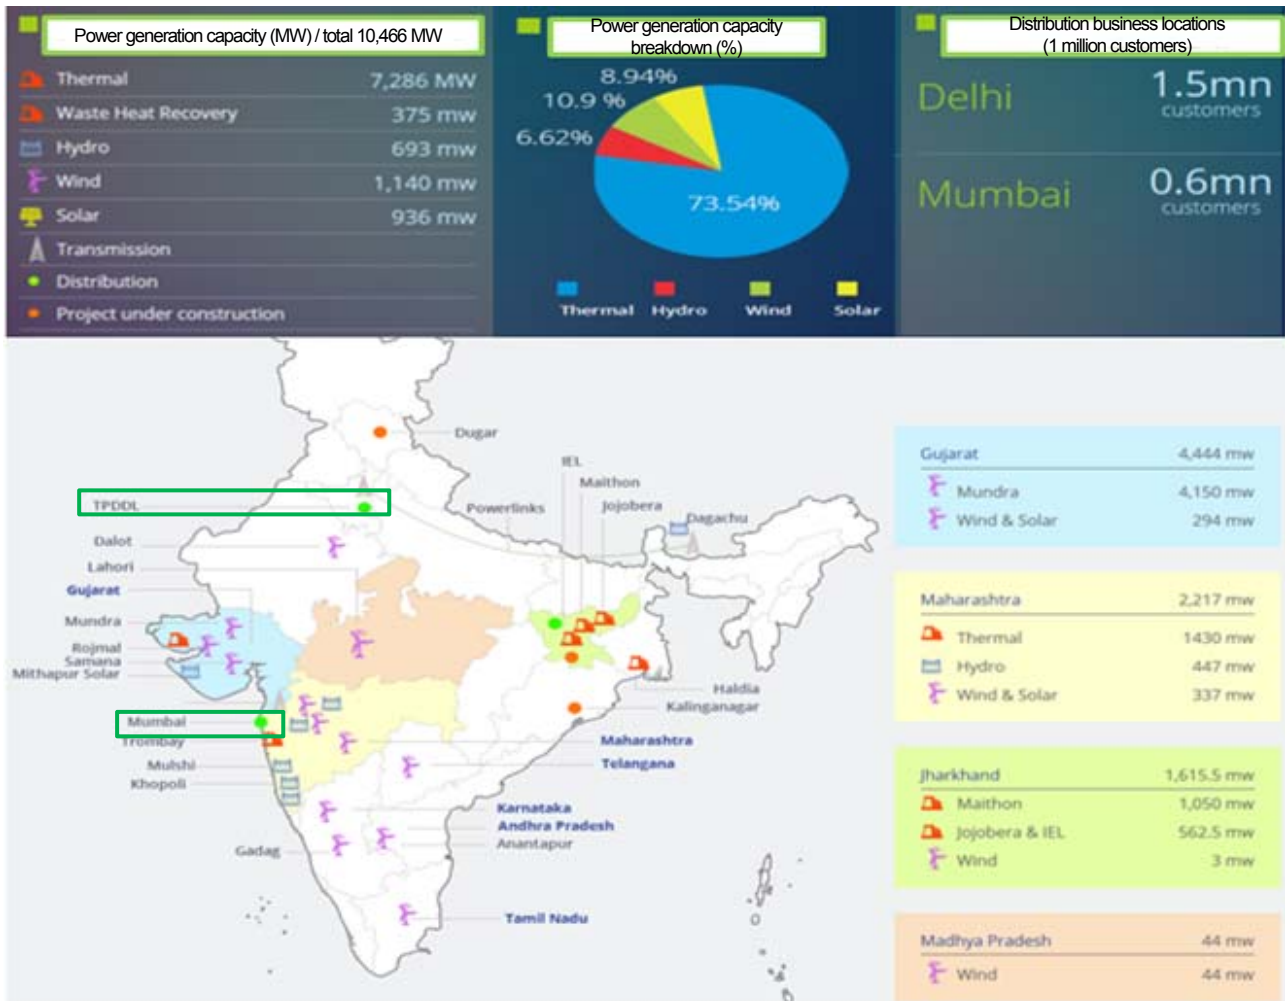 Power generation capacity (MW) / total 10,466 MW
Thermal 7,286 MW
Waste Heat Recovery 375 mw
Hydro 693 mw
Wind 1,140 mw
Solar 936 mw
Transmission
Distribution
Project under construction
Power generation capacity
breakdown (%)
8.94%
10.9 %
6.62%
73.54%
Thermal Hydro Wind Solar
Distribution business locations
(1 million customers)
Delhi 1.5mn
customers
Mumbai 0.6mn
customers
Dugar
IEL
Maithon
TPDDL
Powerlinks
Jojobera
Dagachu
Dalot
Lahori
Gujarat
Mundra
Rojmal
Samana
Mithapur Solar
Haldia
Kalinganagar
Mumbai
Trombay
Maharashtra
Mulshi
Telangana
Khopoli
Karnataka
Andhra Pradesh
Anantapur
Gadag
Tamil Nadu
Gujarat 4,444 mw
Mundra 4,150 mw
Wind & Solar 294 mw
Maharashtra 2,217 mw
Thermal 1430 mw
Hydro 447 mw
Wind & Solar 337 mw
Jharkhand 1,615.5 mw
Maithon 1,050 mw
Jojobera & IEL 562.5 mw
Wind 3 mw
Madhya Pradesh 44 mw
Wind 44 mw